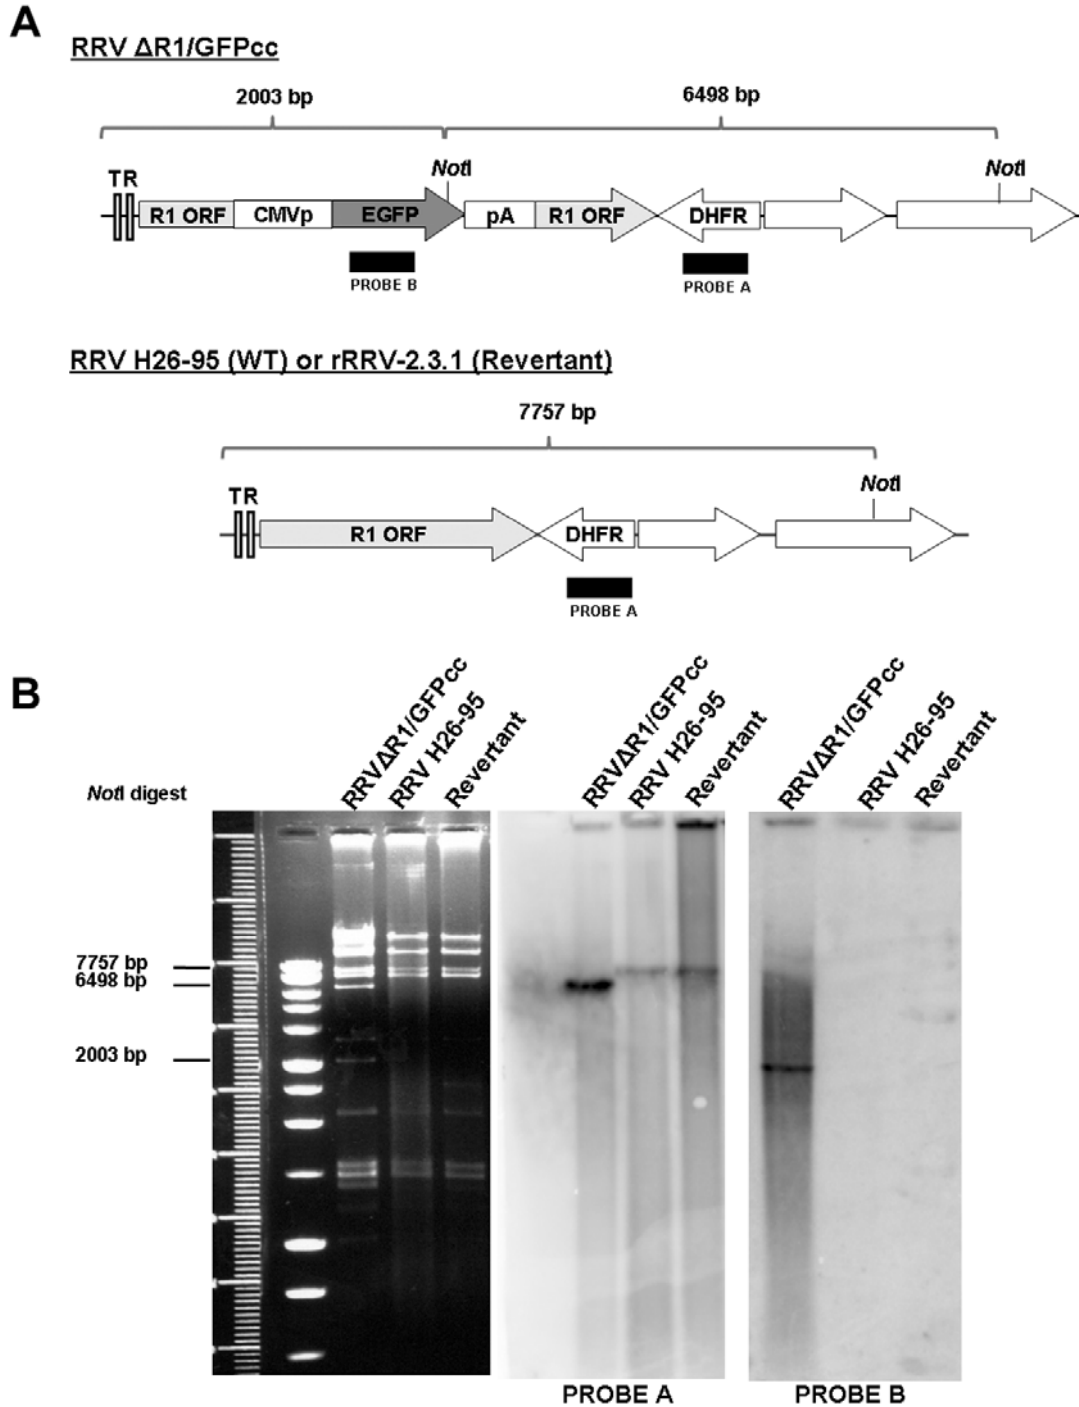 A
RRV ΔR1/GFPcc
2003 bp
6498 bp
TR
NotI
NotI
R1 ORF
CMVp
EGFP
pA
R1 ORF
DHFR
PROBE B
PROBE A
RRV H26-95 (WT) or rRRV-2.3.1 (Revertant)
7757 bp
TR
NotI
R1 ORF
DHFR
PROBE A
B
NotI digest
RRVΔR1/GFPcc
RRV H26-95
Revertant
RRVΔR1/GFPcc
RRV H26-95
Revertant
RRVΔR1/GFPcc
RRV H26-95
Revertant
7757 bp
6498 bp
2003 bp
PROBE A
PROBE B